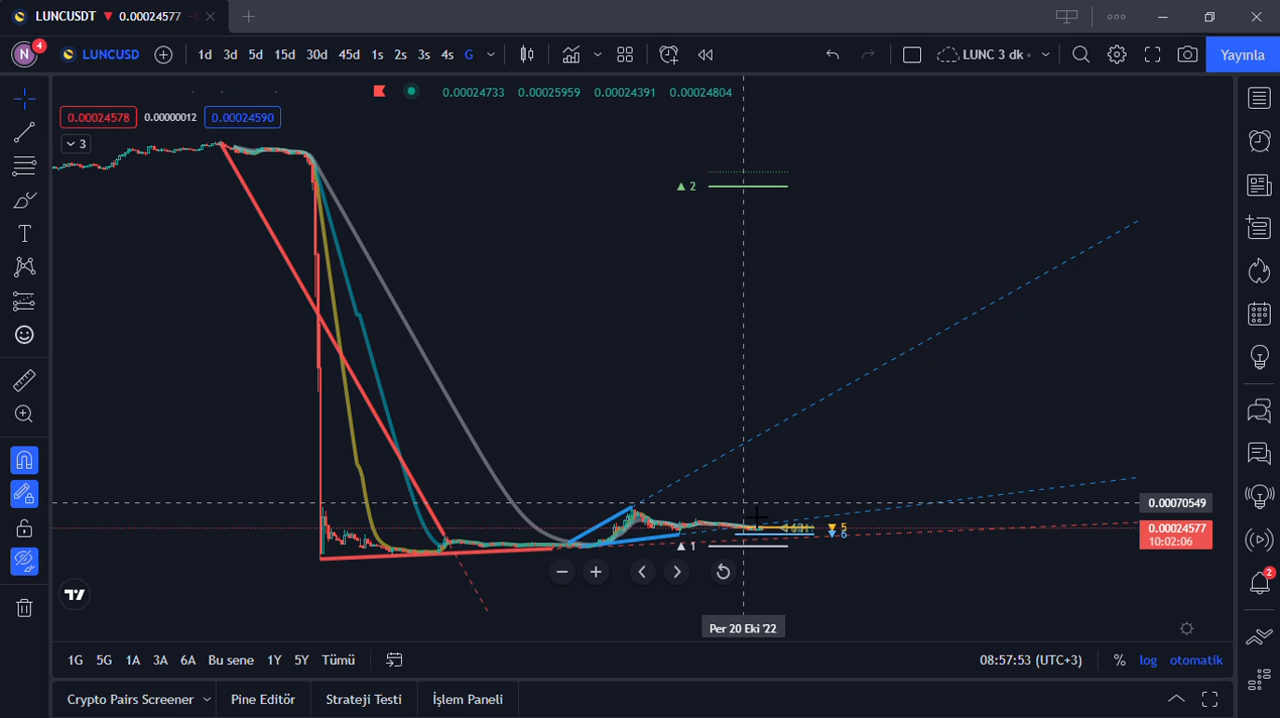 LUNCUSDT ▼ 0.00024577
N 4 LUNCUSD 1d 3d 5d 15d 30d 45d 1s 2s 3s 4s G LUNC 3 dk Yayınla
0.00024733 0.00025959 0.00024391 0.00024804
0.00024578 0.00000012 0.00024590
3
▲ 2
0.00070549
▼ 5
0.00024577
▼ 6
10:02:06
▲ 1
2
Per 20 Eki '22
1G 5G 1A 3A 6A Bu sene 1Y 5Y Tümü 08:57:53 (UTC+3) % log otomatik
Crypto Pairs Screener Pine Editör Strateji Testi İşlem Paneli